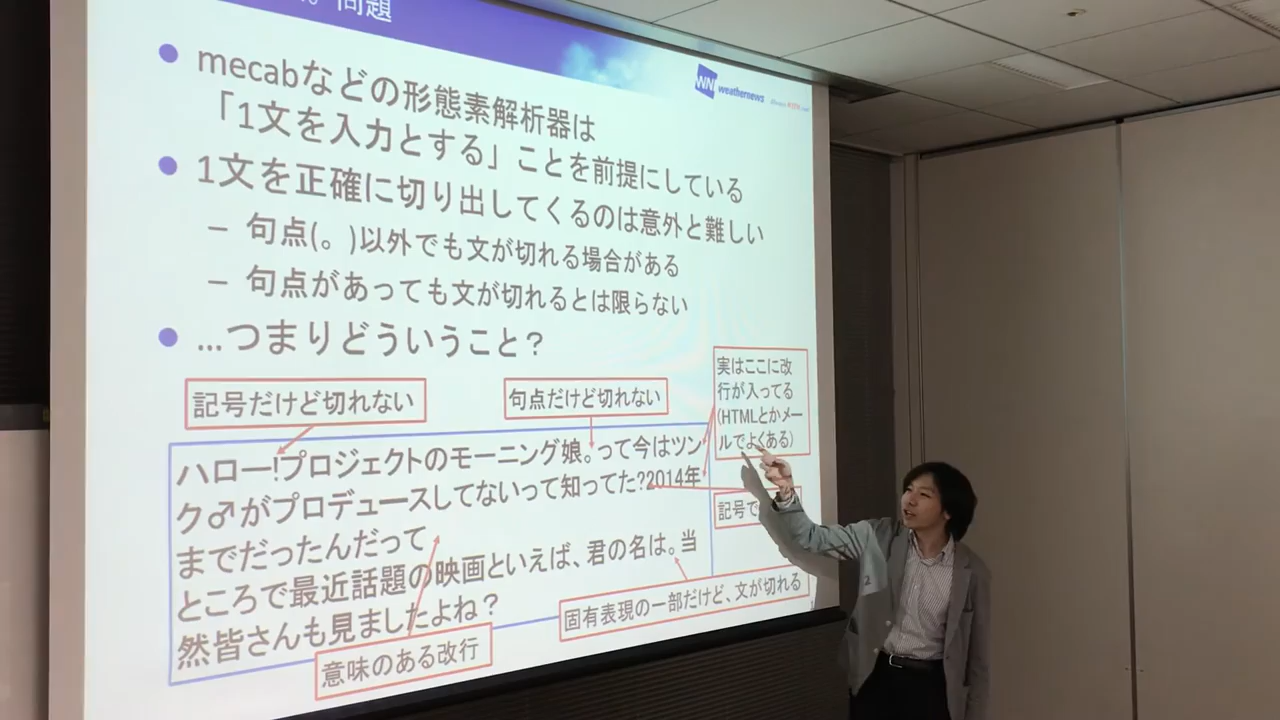 。問題
WN weathernews
mecabなどの形態素解析器は
「1文を入力とする」ことを前提にしている
1文を正確に切り出してくるのは意外と難しい
– 句点(。)以外でも文が切れる場合がある
– 句点があっても文が切れるとは限らない
…つまりどういうこと？
記号だけど切れない
句点だけど切れない
実はここに改
行が入ってる
(HTMLとかメー
ルでよくある)
ハロー!プロジェクトのモーニング娘。って今はツン
ク♂がプロデュースしてないって知ってた?2014年
までだったんだって
ところで最近話題の映画といえば、君の名は。当
然皆さんも見ましたよね？
記号で
固有表現の一部だけど、文が切れる
意味のある改行